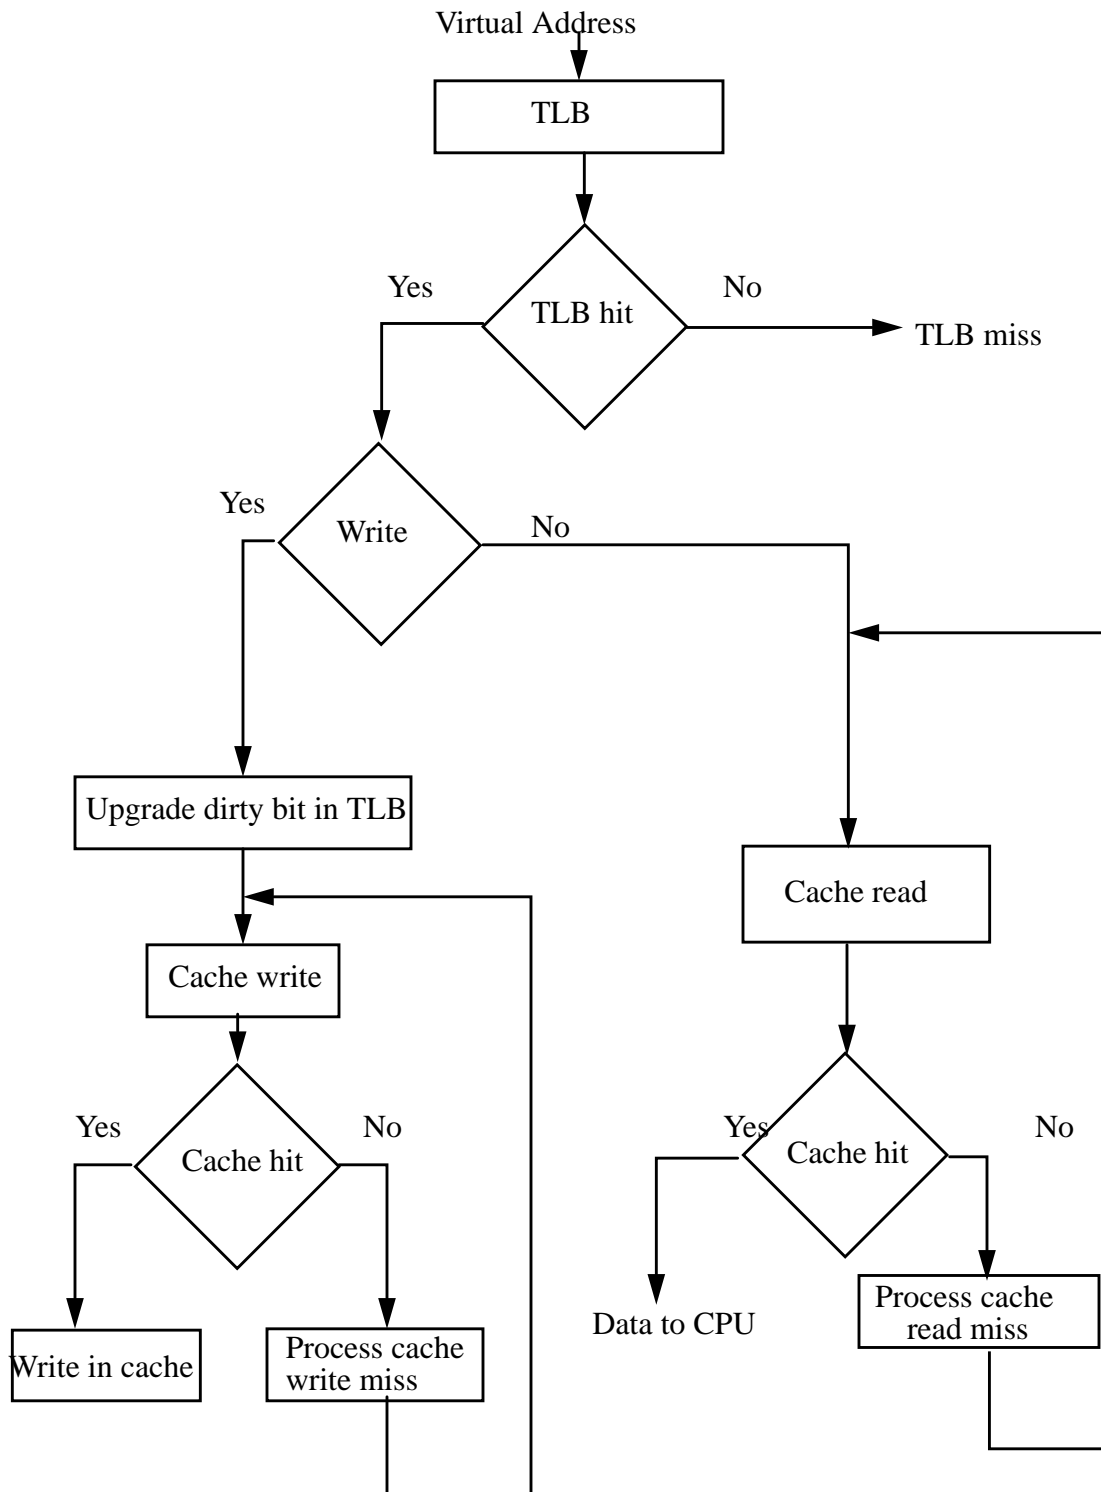 Virtual Address
TLB
Yes
No
TLB hit
TLB miss
Yes
No
Write
Upgrade dirty bit in TLB
Cache read
Cache write
Yes
No
Cache hit
Yes
No
Cache hit
Data to CPU
Process cache
read miss
Write in cache
Process cache
write miss